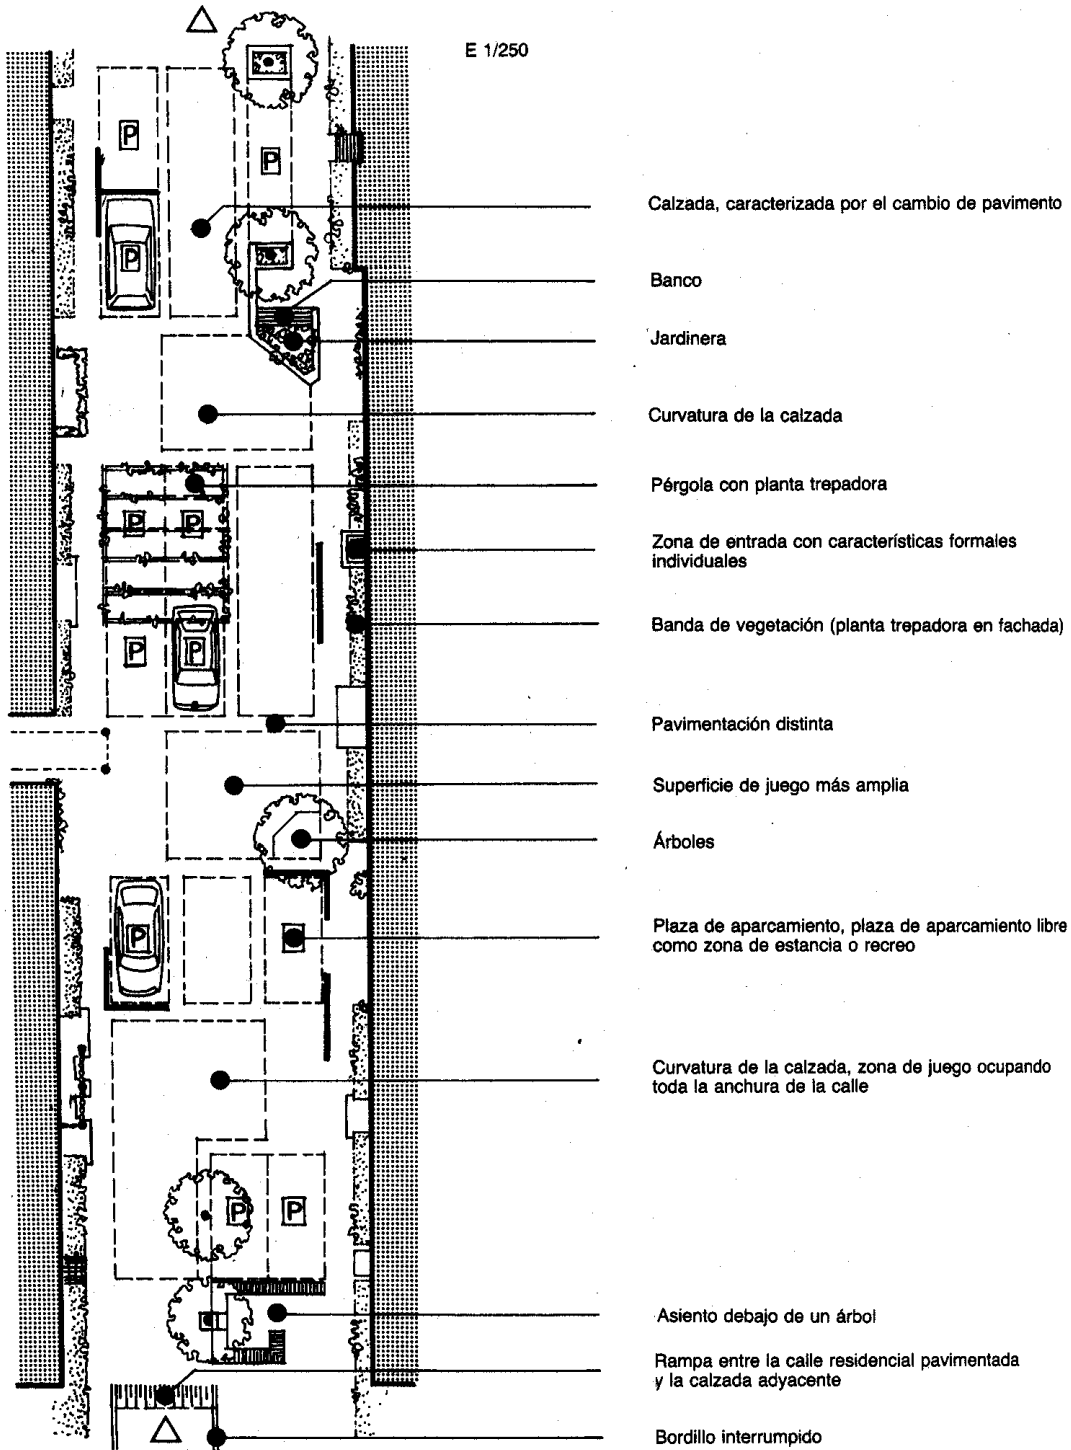 E 1/250
P
P
P
Calzada, caracterizada por el cambio de pavimento
Banco
Jardinera
Curvatura de la calzada
Pérgola con planta trepadora
P P
Zona de entrada con características formales
individuales
Banda de vegetación (planta trepadora en fachada)
P P
Pavimentación distinta
Superficie de juego más amplia
Árboles
Plaza de aparcamiento, plaza de aparcamiento libre
como zona de estancia o recreo
P
Curvatura de la calzada, zona de juego ocupando
toda la anchura de la calle
P P
Asiento debajo de un árbol
Rampa entre la calle residencial pavimentada
y la calzada adyacente
Bordillo interrumpido